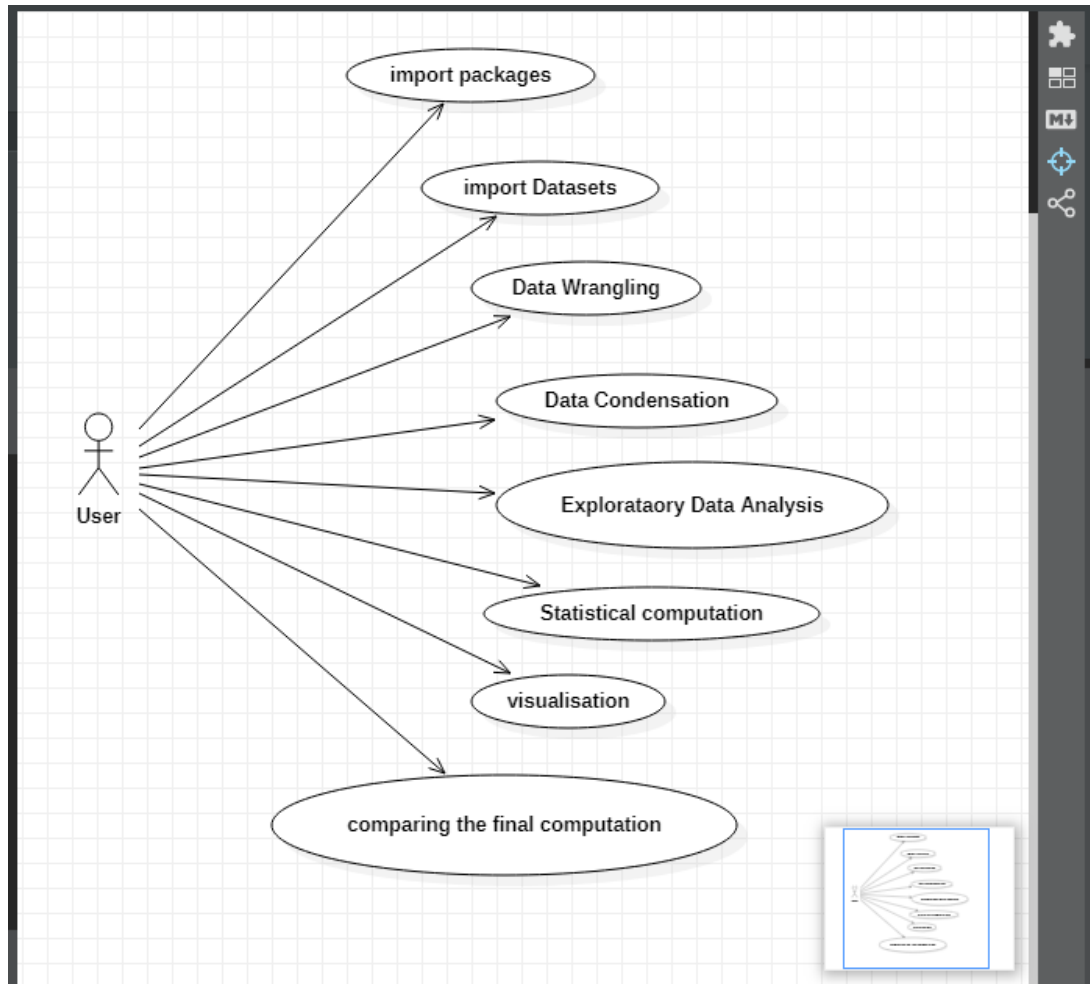 import packages
import Datasets
Data Wrangling
Data Condensation
Explorataory Data Analysis
User
Statistical computation
visualisation
comparing the final computation
M